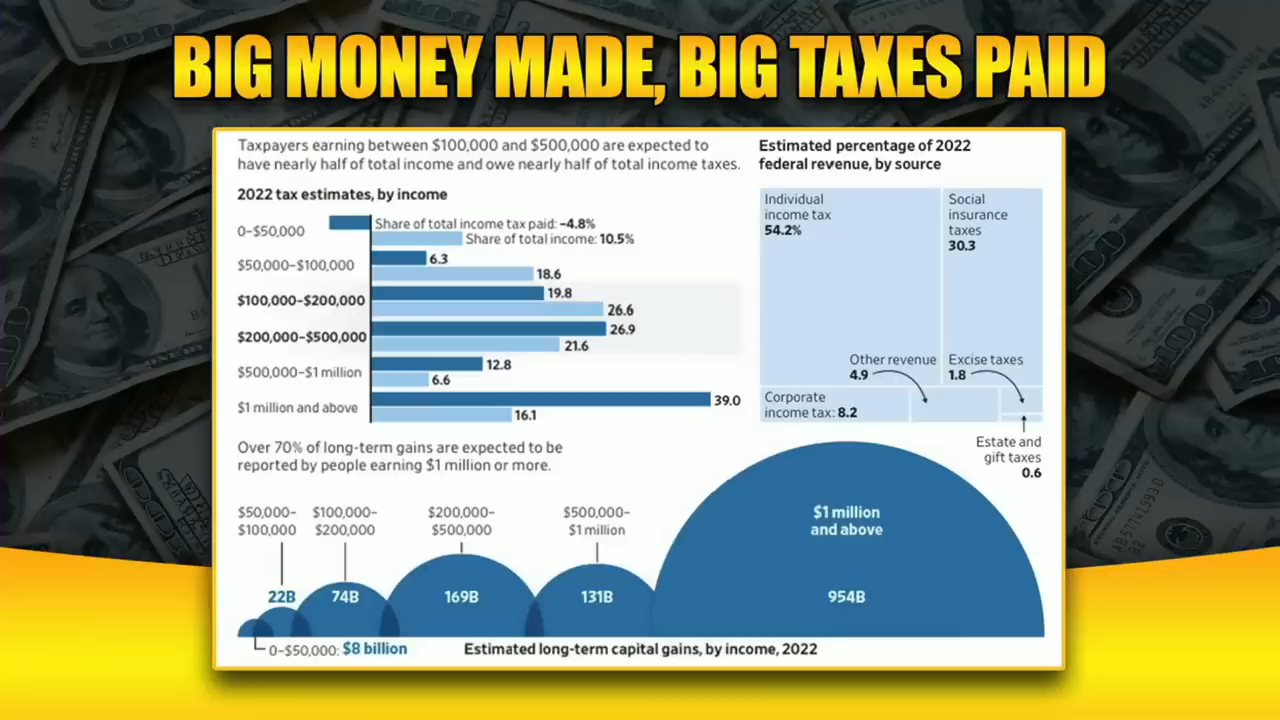 BIG MONEY MADE, BIG TAXES PAID
Taxpayers earning between $100,000 and $500,000 are expected to
have nearly half of total income and owe nearly half of total income taxes.
2022 tax estimates, by income
0–$50,000
Share of total income tax paid: –4.8%
Share of total income: 10.5%
$50,000–$100,000
6.3
18.6
$100,000–$200,000
19.8
26.6
$200,000–$500,000
26.9
21.6
$500,000–$1 million
12.8
6.6
$1 million and above
39.0
16.1
Estimated percentage of 2022
federal revenue, by source
Individual
income tax
54.2%
Social
insurance
taxes
30.3
Other revenue
4.9
Excise taxes
1.8
Corporate
income tax: 8.2
Estate and
gift taxes
0.6
Over 70% of long-term gains are expected to be
reported by people earning $1 million or more.
$50,000–
$100,000
22B
$100,000–
$200,000
74B
$200,000–
$500,000
169B
$500,000–
$1 million
131B
$1 million
and above
954B
0–$50,000: $8 billion
Estimated long-term capital gains, by income, 2022